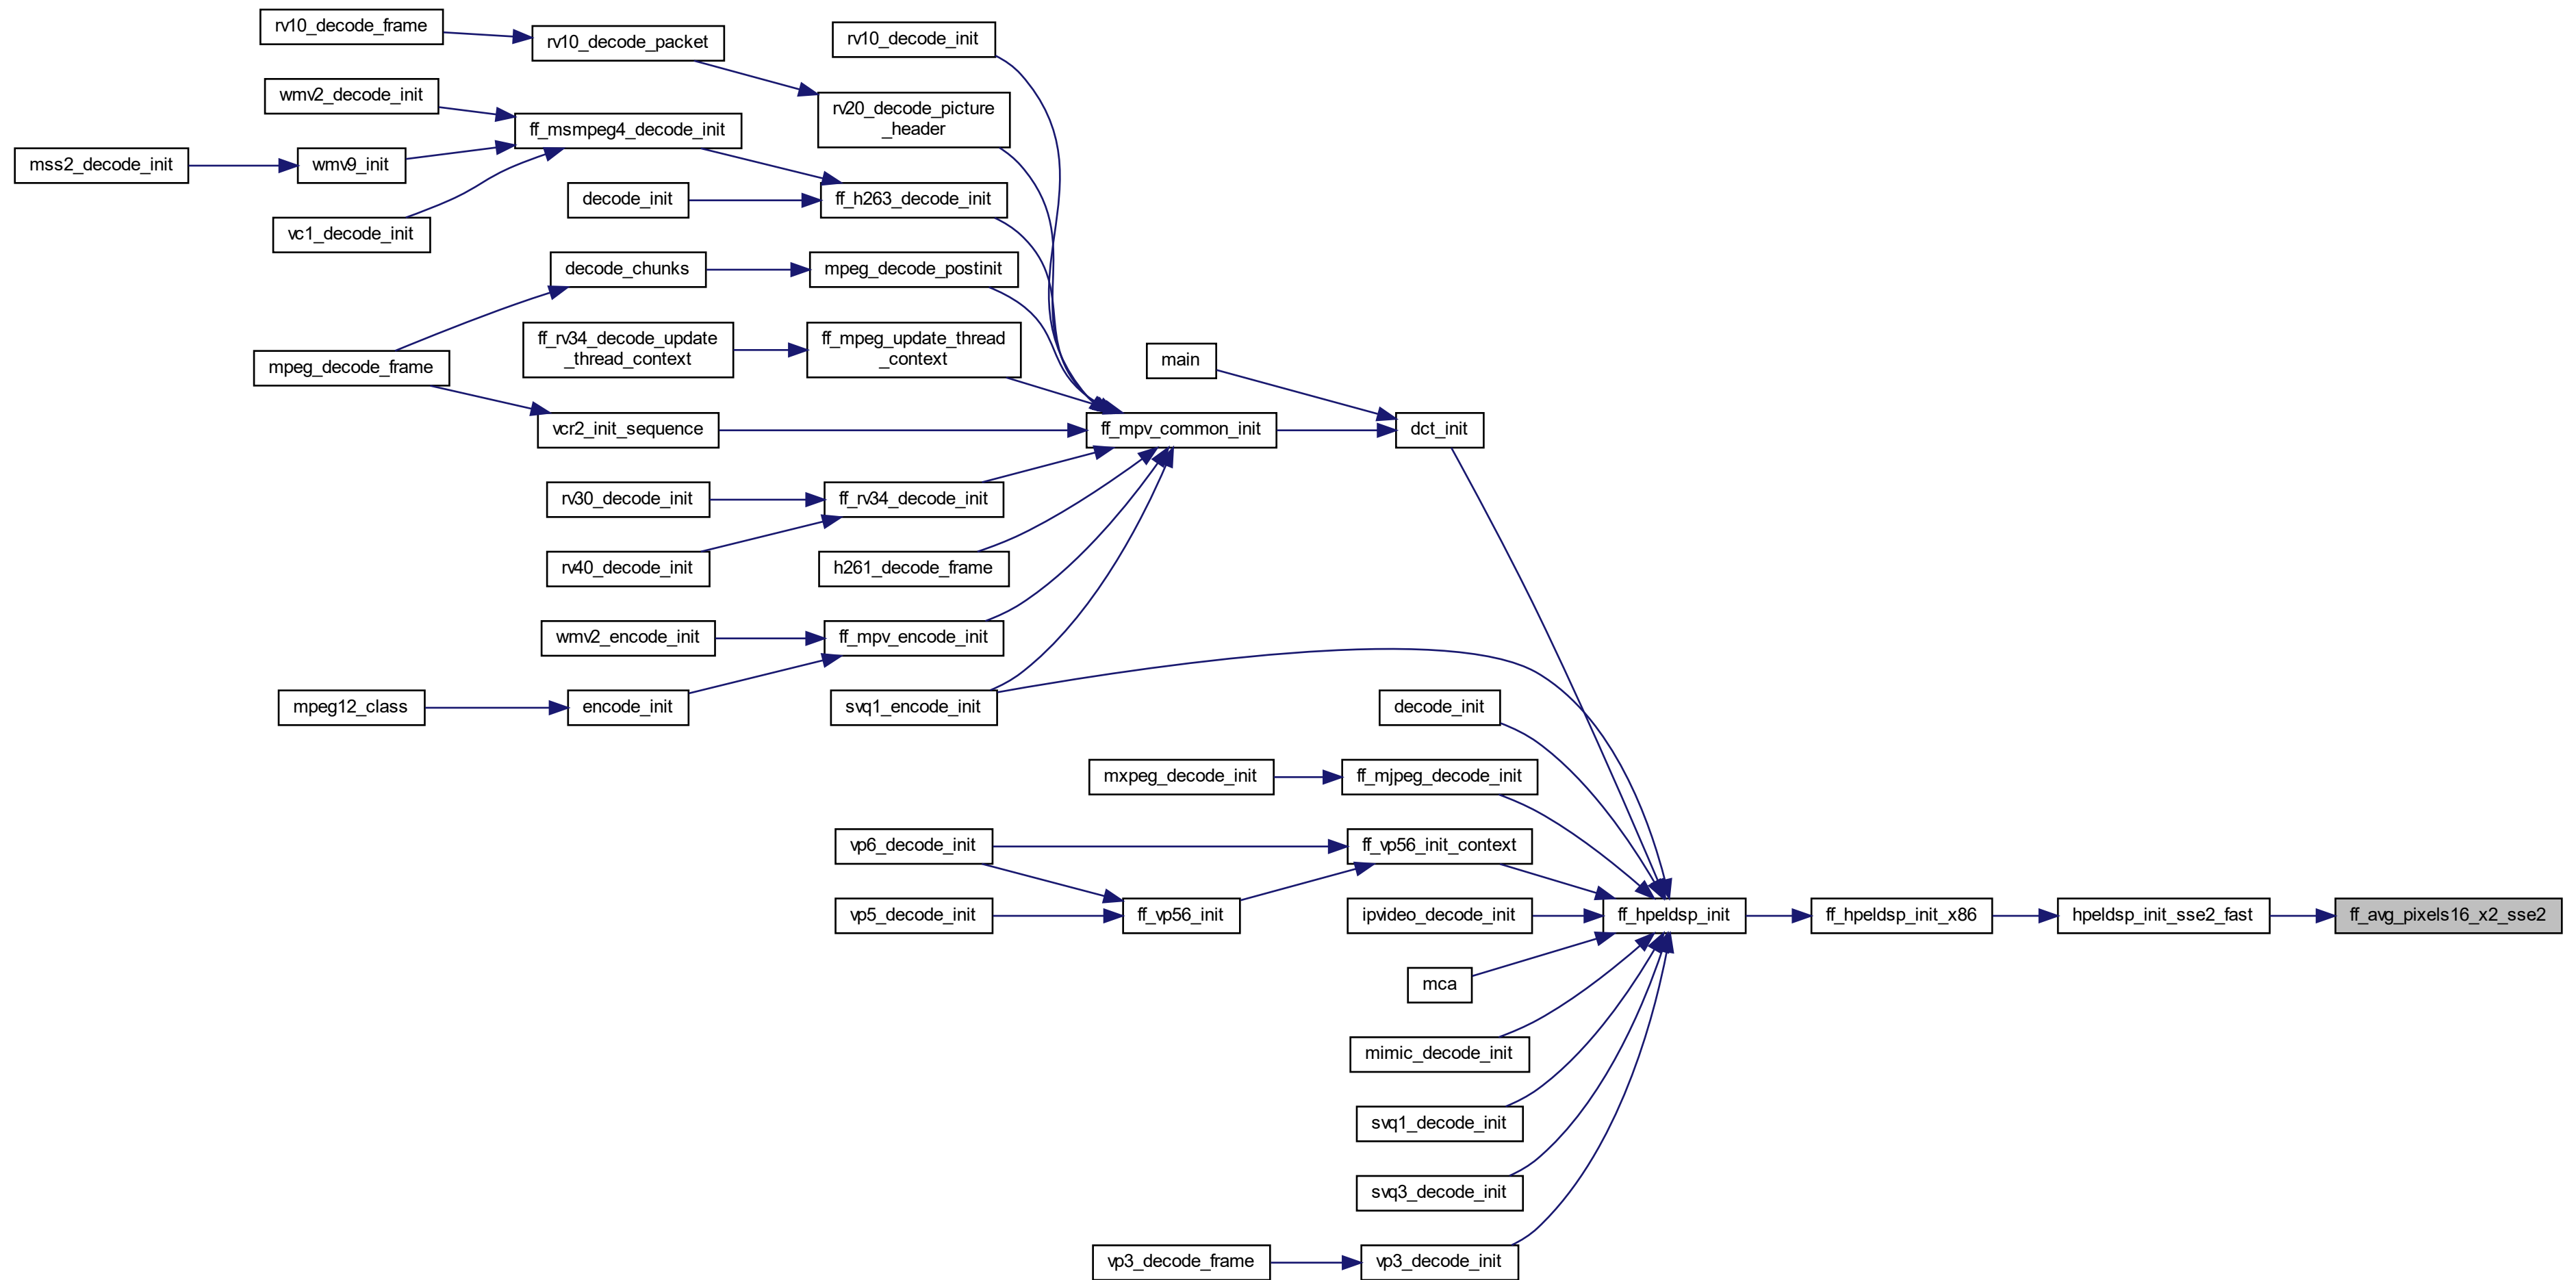 rv10_decode_frame
rv10_decode_packet
rv10_decode_init
wmv2_decode_init
rv20_decode_picture
_header
ff_msmpeg4_decode_init
mss2_decode_init
wmv9_init
decode_init
ff_h263_decode_init
vc1_decode_init
decode_chunks
mpeg_decode_postinit
ff_rv34_decode_update
_thread_context
ff_mpeg_update_thread
_context
main
mpeg_decode_frame
vcr2_init_sequence
ff_mpv_common_init
dct_init
rv30_decode_init
ff_rv34_decode_init
rv40_decode_init
h261_decode_frame
wmv2_encode_init
ff_mpv_encode_init
mpeg12_class
encode_init
svq1_encode_init
decode_init
mxpeg_decode_init
ff_mjpeg_decode_init
vp6_decode_init
ff_vp56_init_context
vp5_decode_init
ff_vp56_init
ipvideo_decode_init
ff_hpeldsp_init
ff_hpeldsp_init_x86
hpeldsp_init_sse2_fast
ff_avg_pixels16_x2_sse2
mca
mimic_decode_init
svq1_decode_init
svq3_decode_init
vp3_decode_frame
vp3_decode_init